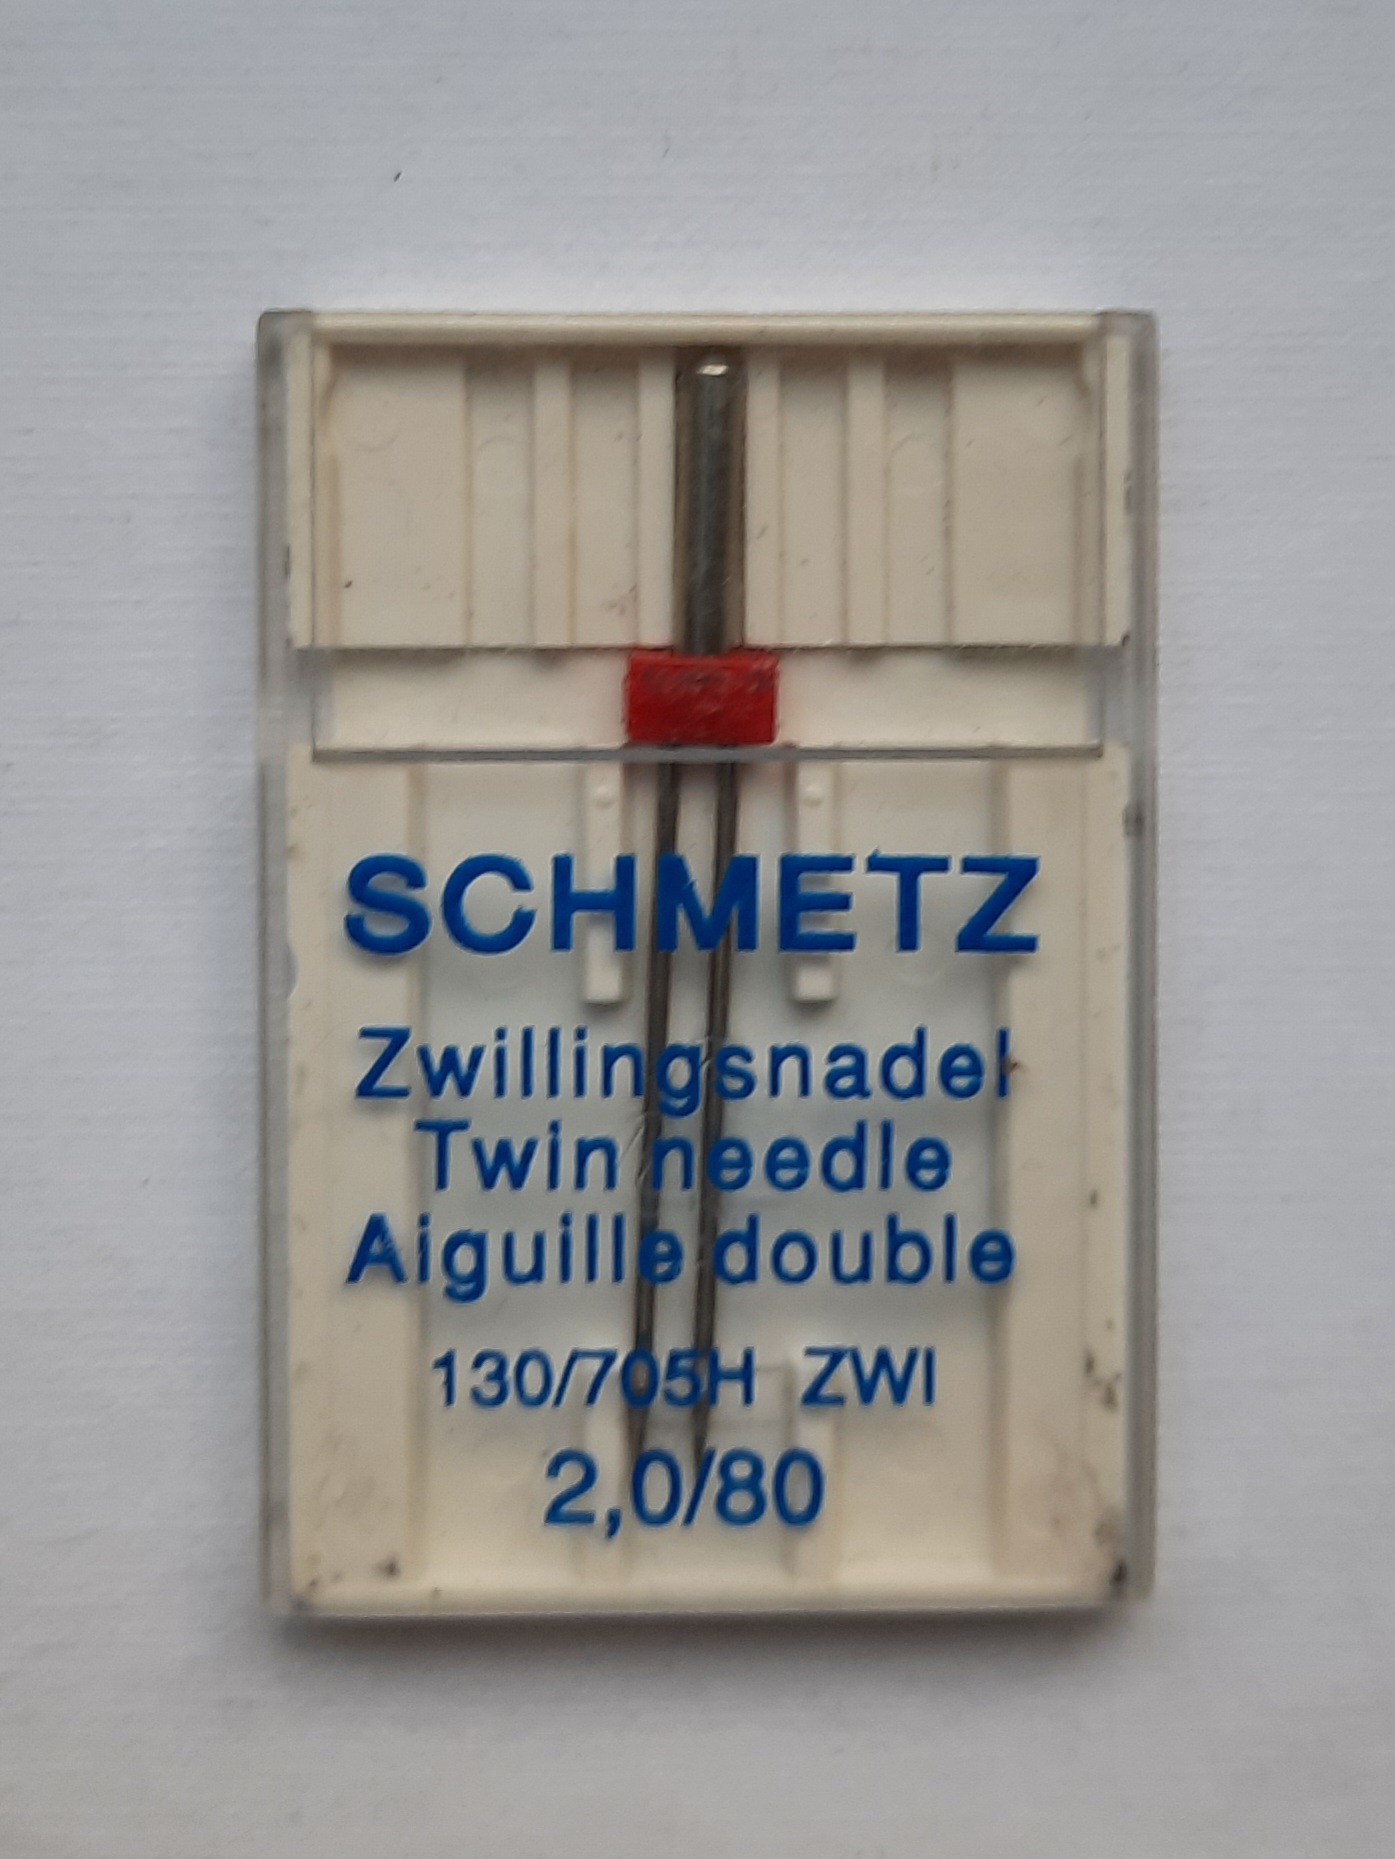 SCHMETZ
Zwillingsnadel
Twin needle
Aiguille double
130/705H ZWI
2,0/80